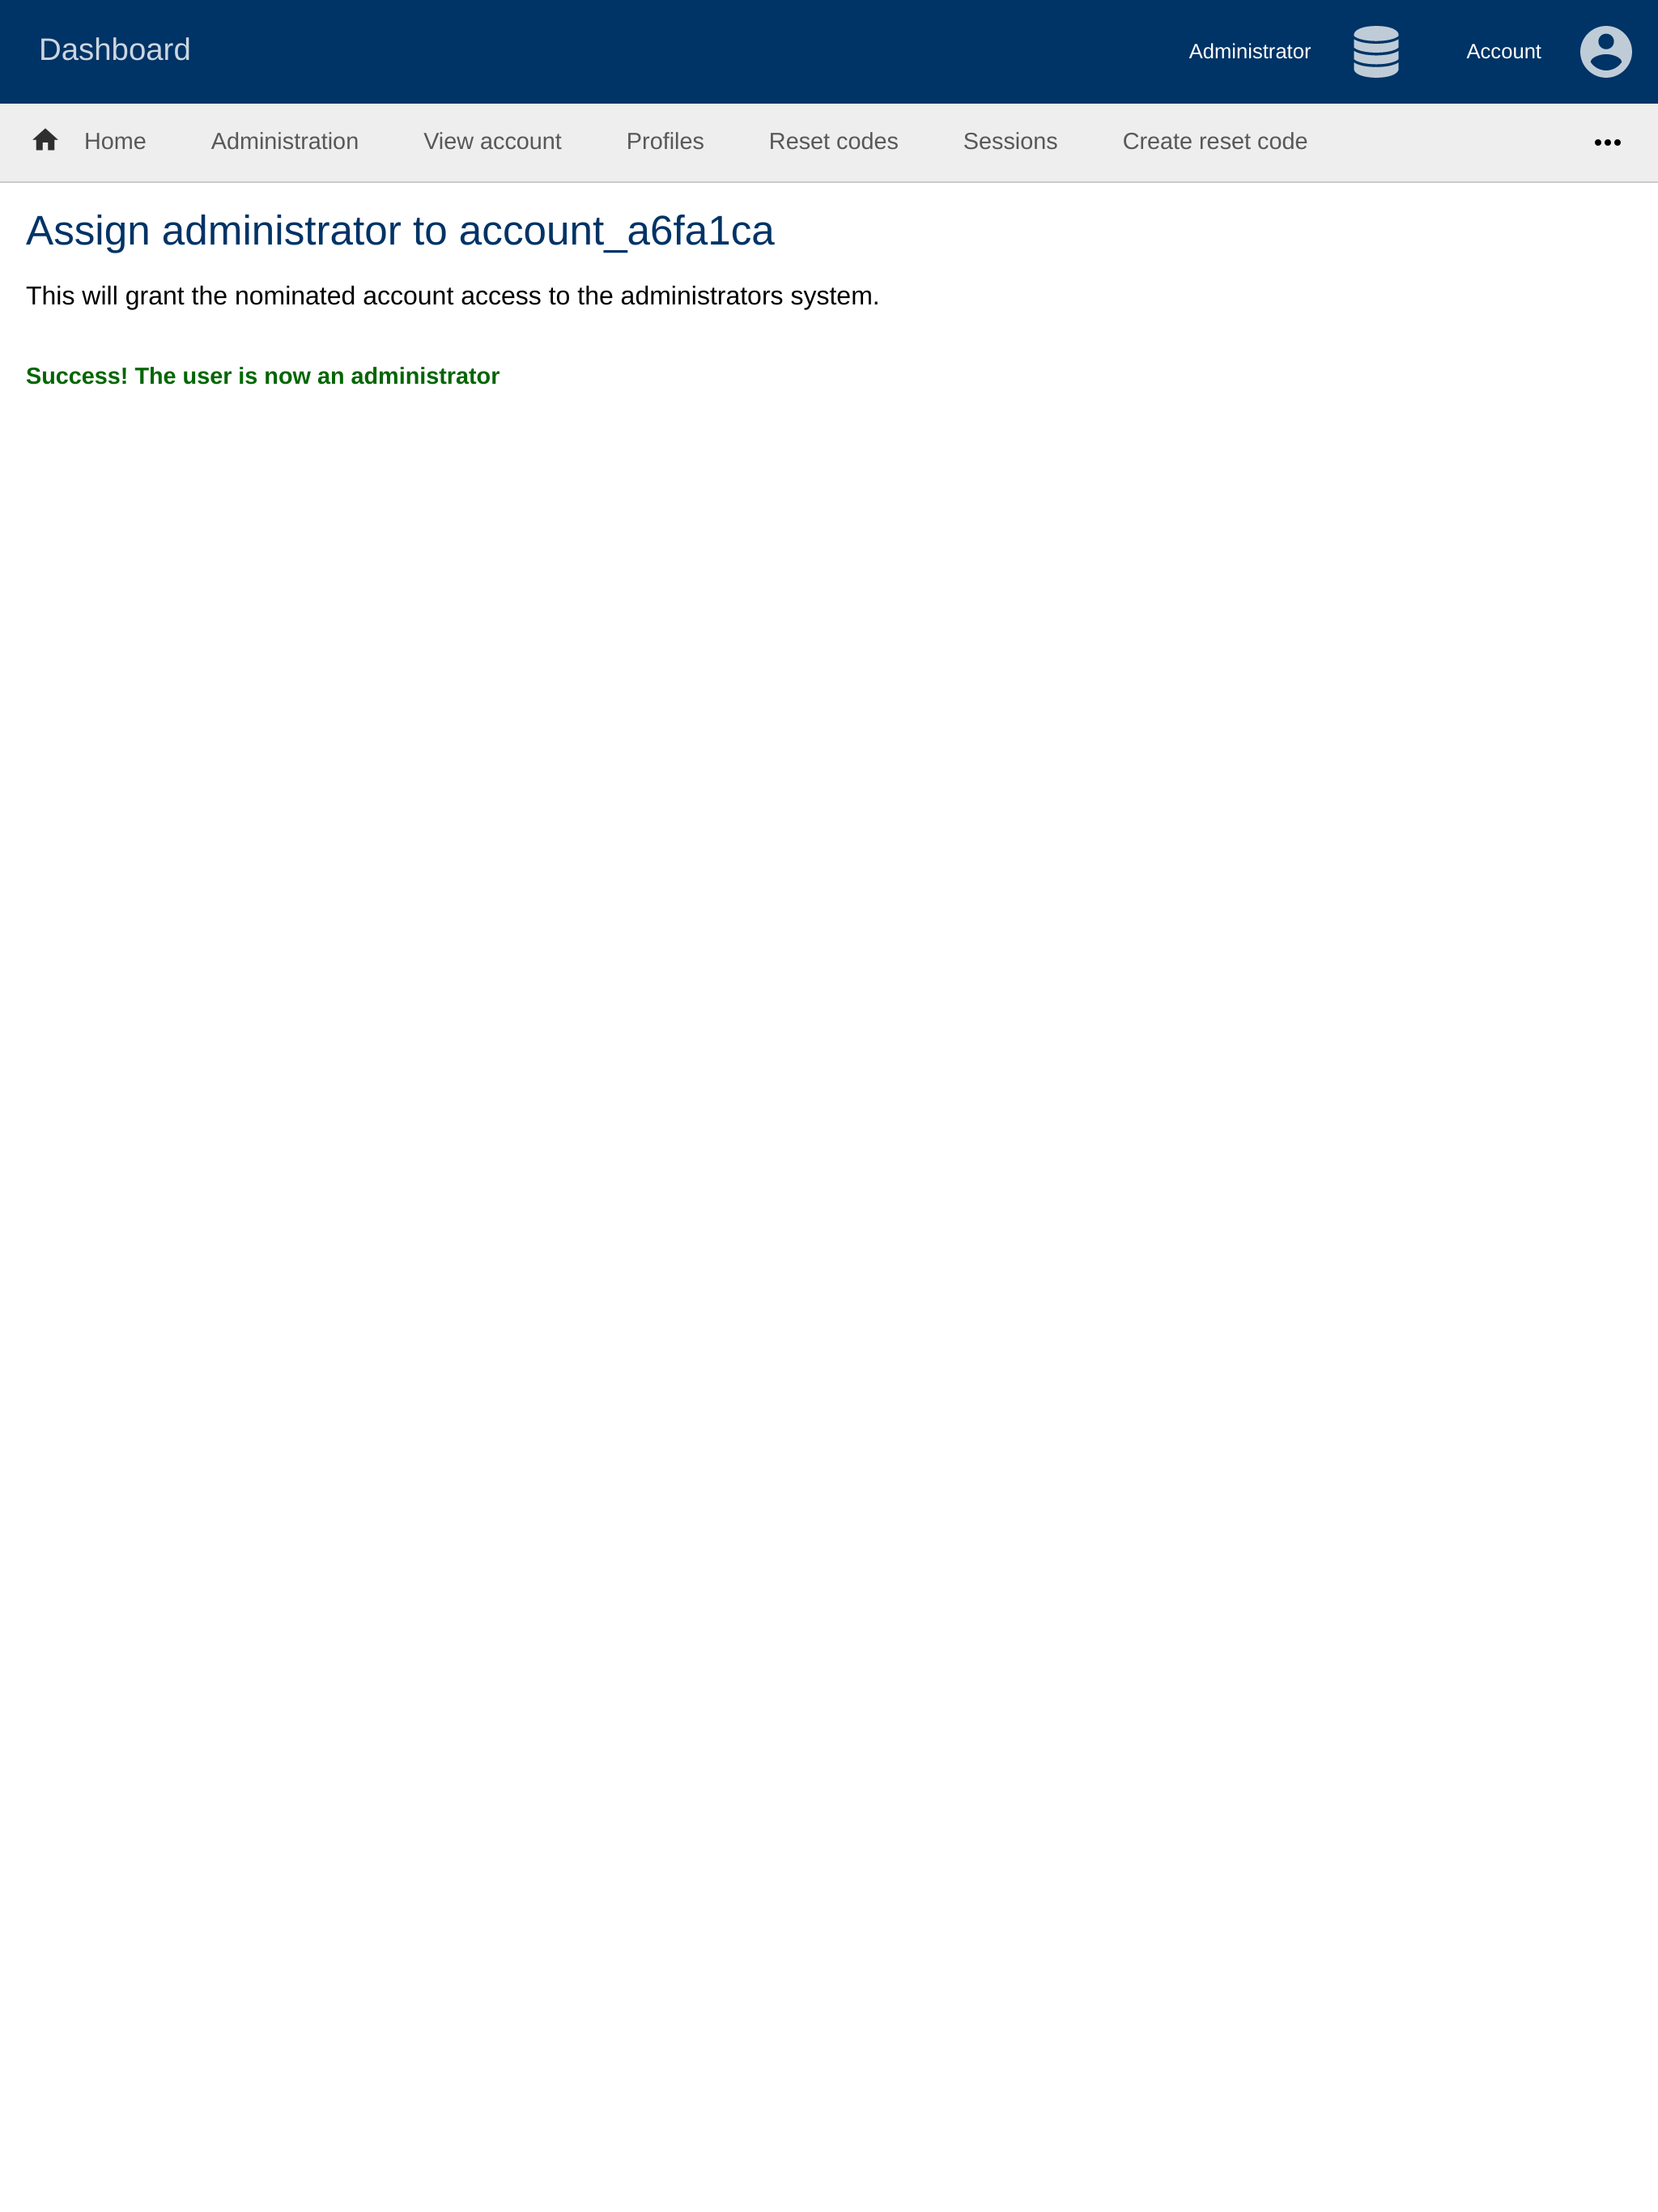 Dashboard
Administrator
Account
Home
Administration
View account
Profiles
Reset codes
Sessions
Create reset code
Assign administrator to account_a6fa1ca
This will grant the nominated account access to the administrators system.
Success! The user is now an administrator